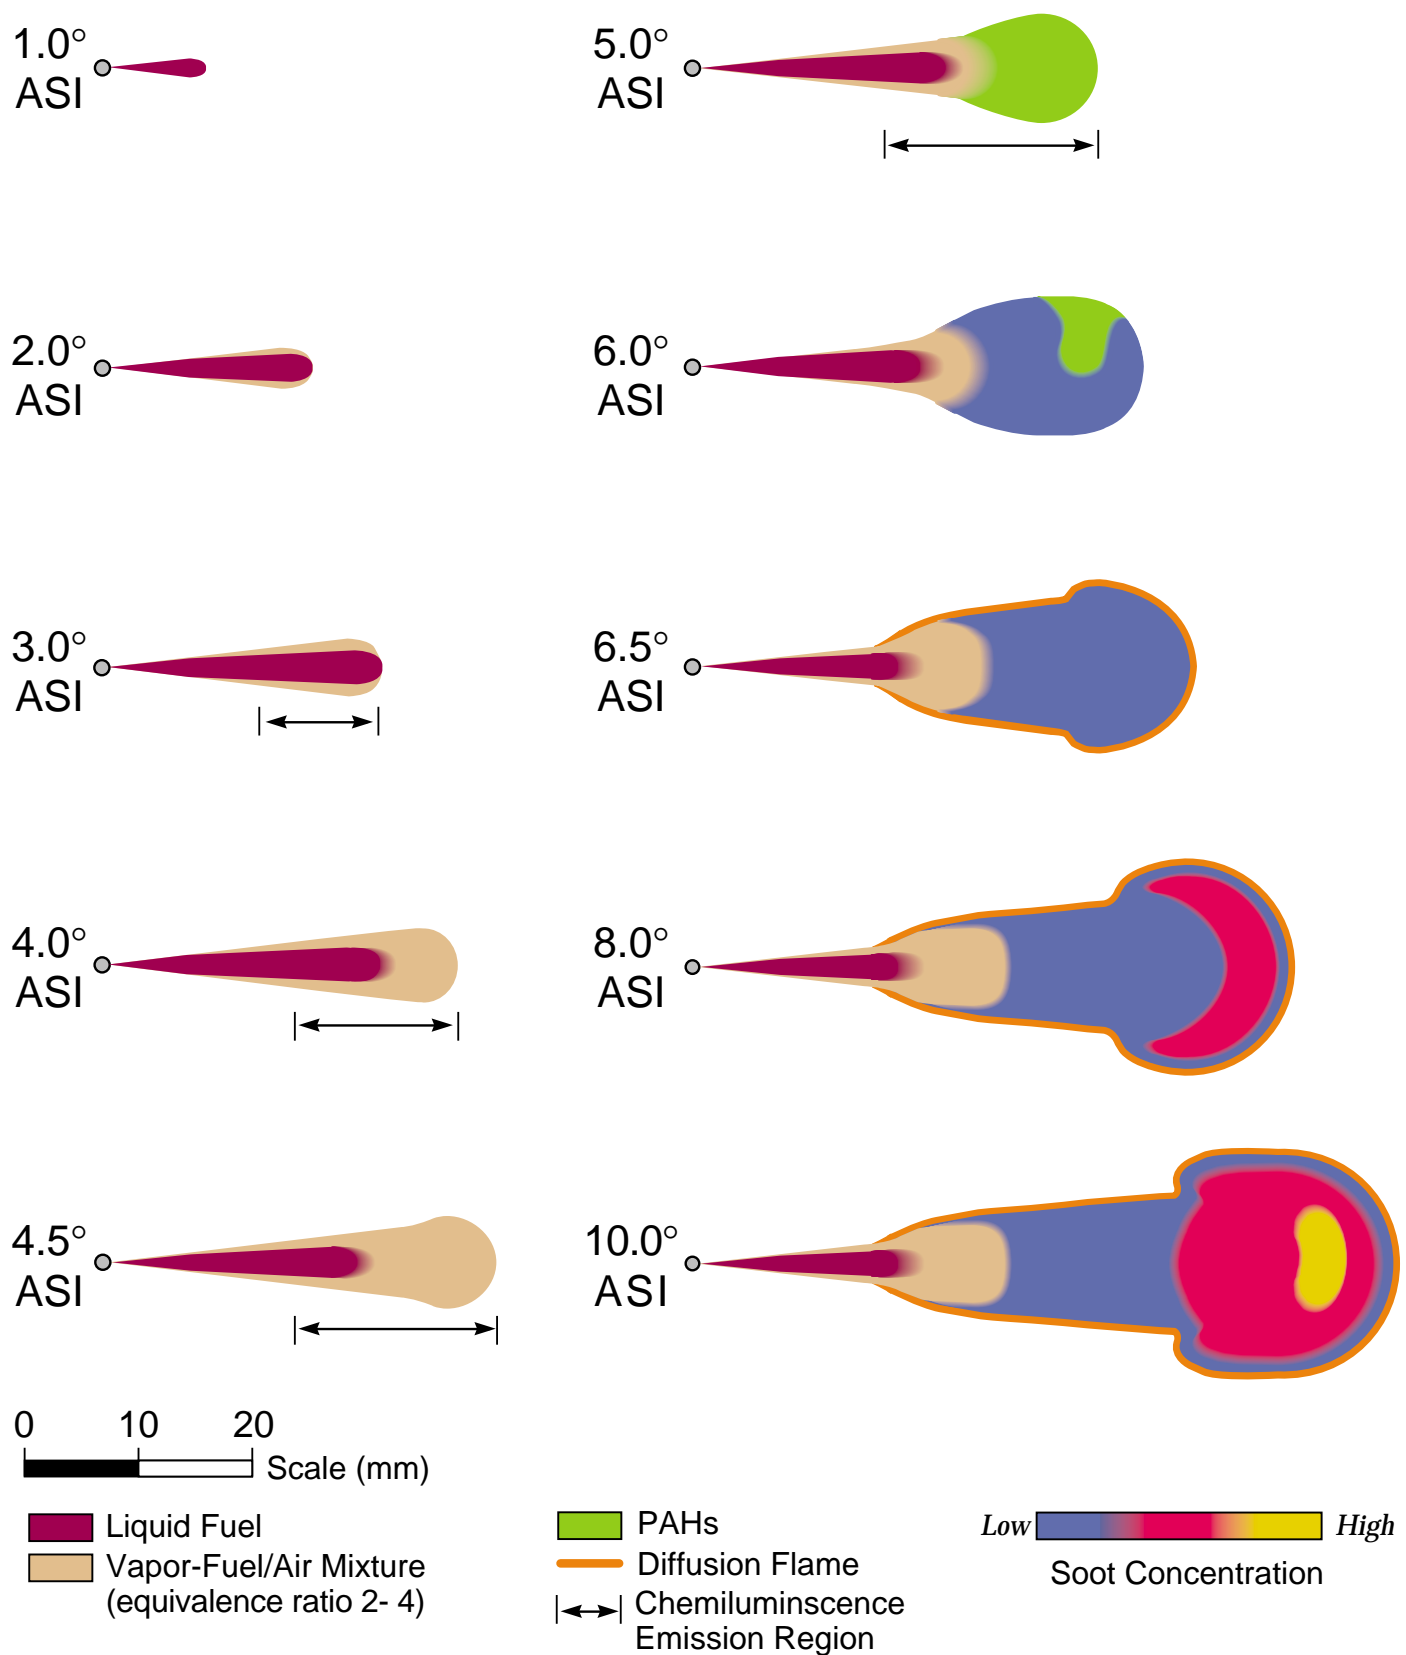 1.0°
ASI
2.0°
ASI
3.0°
ASI
4.0°
ASI
4.5°
ASI
5.0°
ASI
6.0°
ASI
6.5°
ASI
8.0°
ASI
10.0°
ASI
0 10 20
Scale (mm)
Liquid Fuel
Vapor-Fuel/Air Mixture
(equivalence ratio 2- 4)
PAHs
Diffusion Flame
Chemiluminscence
Emission Region
Low High
Soot Concentration